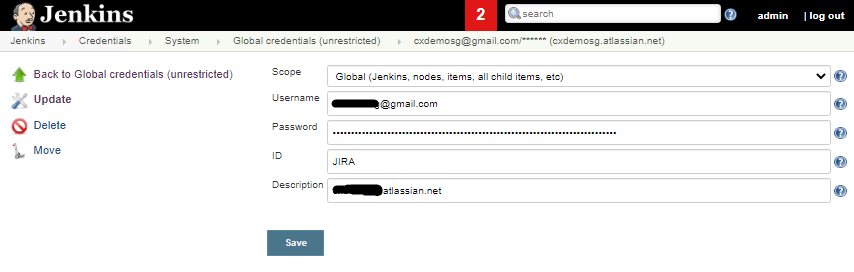 Jenkins
2
search
admin
| log out
Jenkins
Credentials
System
Global credentials (unrestricted)
cxdemosg@gmail.com/****** (cxdemosg.atlassian.net)
Back to Global credentials (unrestricted)
Update
Delete
Move
Scope
Global (Jenkins, nodes, items, all child items, etc)
Username
@gmail.com
Password
ID
JIRA
Description
atlassian.net
Save